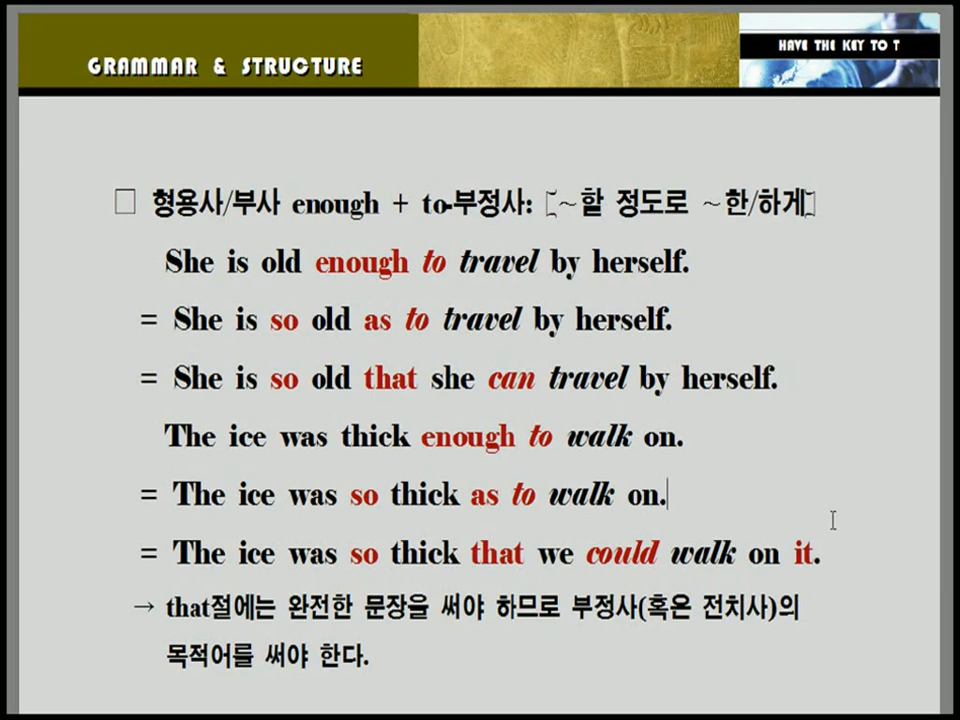 GRAMMAR & STRUCTURE
HAVE THE KEY TO T
□ 형용사/부사 enough + to-부정사: [~할 정도로 ~한/하게]
She is old enough to travel by herself.
= She is so old as to travel by herself.
= She is so old that she can travel by herself.
The ice was thick enough to walk on.
= The ice was so thick as to walk on.
= The ice was so thick that we could walk on it.
→ that절에는 완전한 문장을 써야 하므로 부정사(혹은 전치사)의
목적어를 써야 한다.